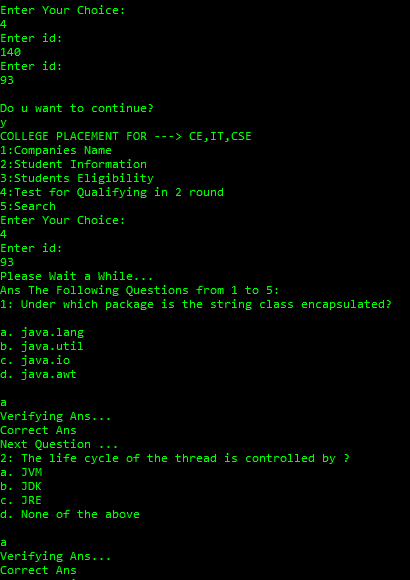 Enter Your Choice:
4
Enter id:
140
Enter id:
93
Do u want to continue?
y
COLLEGE PLACEMENT FOR ---> CE,IT,CSE
1:Companies Name
2:Student Information
3:Students Eligibility
4:Test for Qualifying in 2 round
5:Search
Enter Your Choice:
4
Enter id:
93
Please Wait a While...
Ans The Following Questions from 1 to 5:
1: Under which package is the string class encapsulated?
a. java.lang
b. java.util
c. java.io
d. java.awt
a
Verifying Ans...
Correct Ans
Next Question ...
2: The life cycle of the thread is controlled by ?
a. JVM
b. JDK
c. JRE
d. None of the above
a
Verifying Ans...
Correct Ans